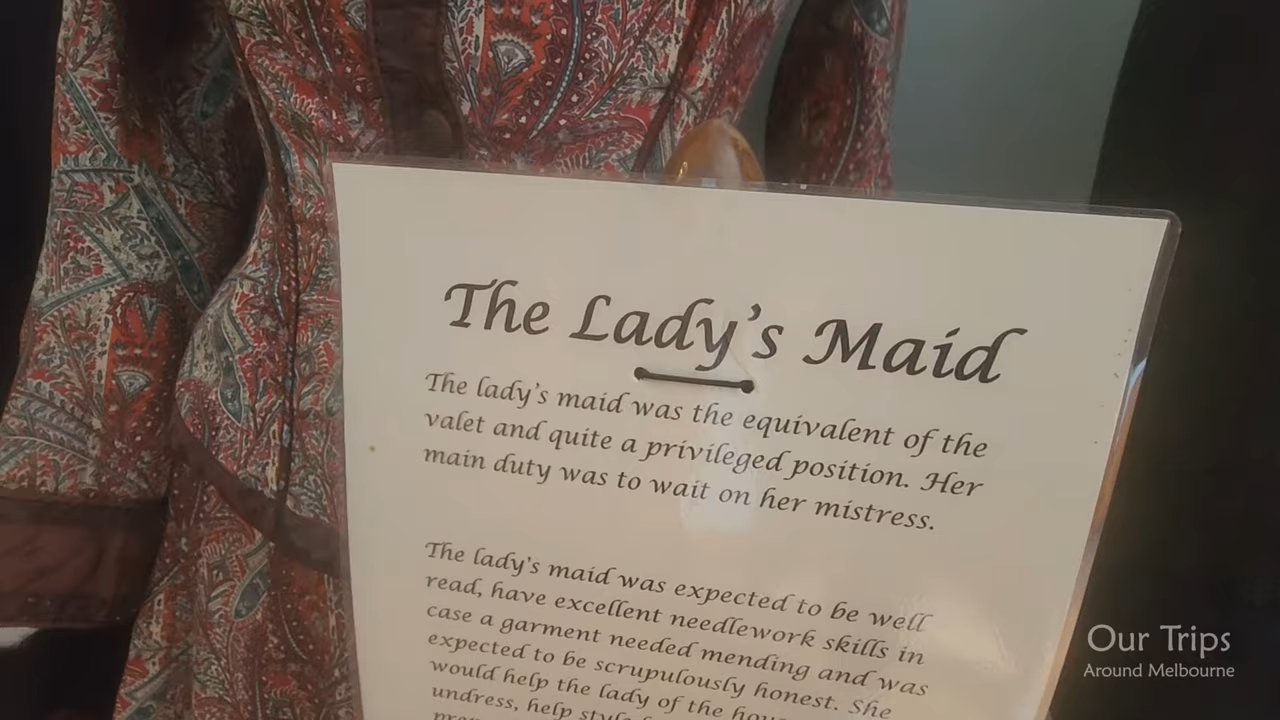 The Lady's Maid
The lady's maid was the equivalent of the
valet and quite a privileged position. Her
main duty was to wait on her mistress.
The lady's maid was expected to be well
read, have excellent needlework skills in
case a garment needed mending and was
expected to be scrupulously honest. She
would help the lady of the
undress, help
Our Trips
Around Melbourne